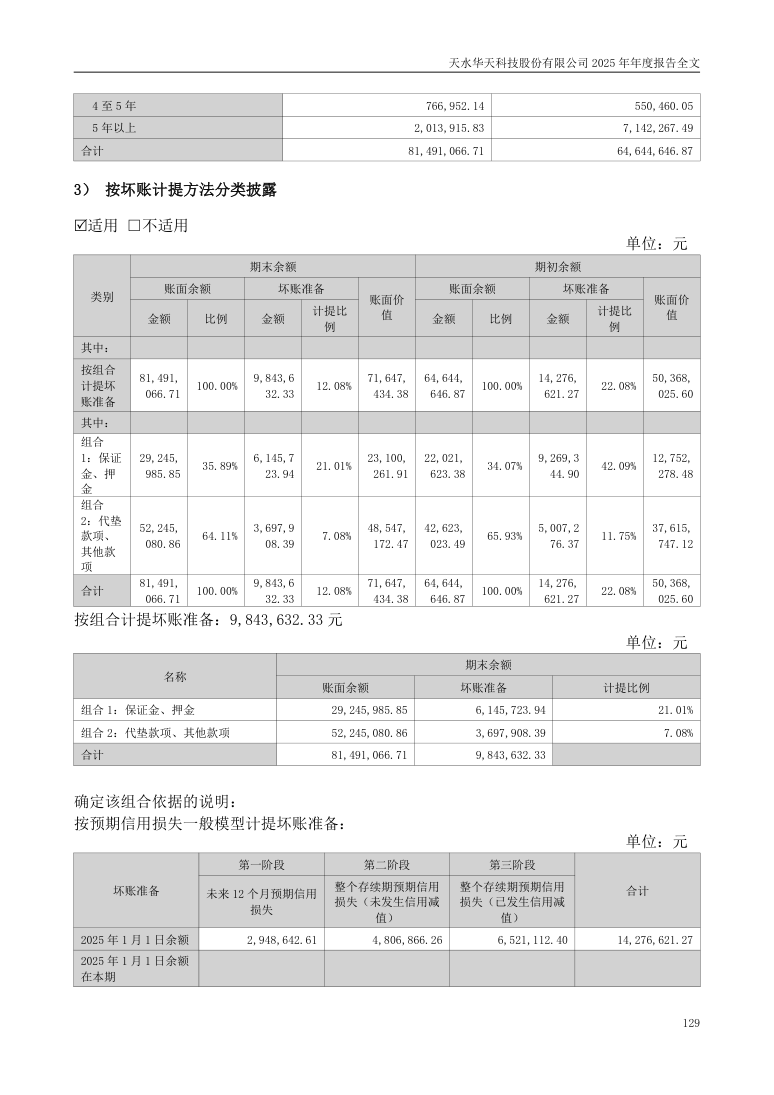 天水华天科技股份有限公司 2025 年年度报告全文
4 至 5 年 766,952.14 550,460.05
5 年以上 2,013,915.83 7,142,267.49
合计 81,491,066.71 64,644,646.87
3） 按坏账计提方法分类披露
☑适用 □不适用
单位：元
类别 期末余额 期初余额
账面余额 坏账准备 账面价值 账面余额 坏账准备 账面价值
金额 比例 金额 计提比例 金额 比例 金额 计提比例
其中：
按组合计提坏账准备 81,491,066.71 100.00% 9,843,632.33 12.08% 71,647,434.38 64,644,646.87 100.00% 14,276,621.27 22.08% 50,368,025.60
其中：
组合1：保证金、押金 29,245,985.85 35.89% 6,145,723.94 21.01% 23,100,261.91 22,021,623.38 34.07% 9,269,344.90 42.09% 12,752,278.48
组合2：代垫款项、其他款项 52,245,080.86 64.11% 3,697,908.39 7.08% 48,547,172.47 42,623,023.49 65.93% 5,007,276.37 11.75% 37,615,747.12
合计 81,491,066.71 100.00% 9,843,632.33 12.08% 71,647,434.38 64,644,646.87 100.00% 14,276,621.27 22.08% 50,368,025.60
按组合计提坏账准备：9,843,632.33 元
单位：元
名称 期末余额
账面余额 坏账准备 计提比例
组合 1：保证金、押金 29,245,985.85 6,145,723.94 21.01%
组合 2：代垫款项、其他款项 52,245,080.86 3,697,908.39 7.08%
合计 81,491,066.71 9,843,632.33
确定该组合依据的说明：
按预期信用损失一般模型计提坏账准备：
单位：元
坏账准备 第一阶段 第二阶段 第三阶段 合计
未来 12 个月预期信用损失 整个存续期预期信用损失（未发生信用减值） 整个存续期预期信用损失（已发生信用减值）
2025 年 1 月 1 日余额 2,948,642.61 4,806,866.26 6,521,112.40 14,276,621.27
2025 年 1 月 1 日余额在本期
129